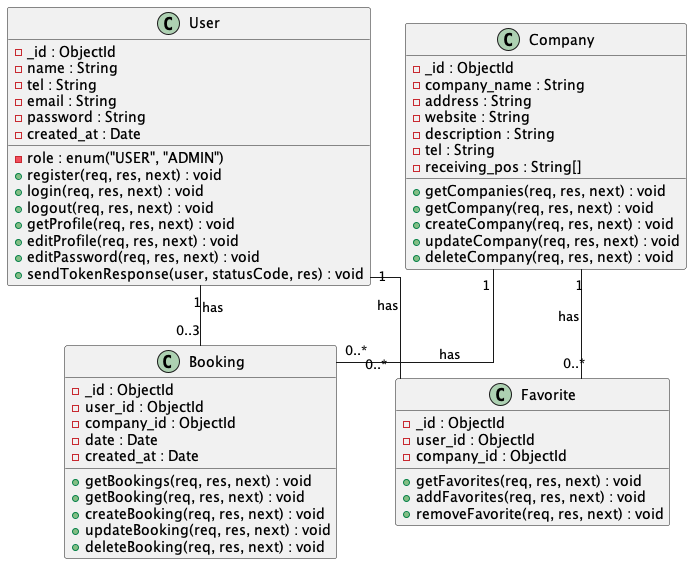 C User
_id : ObjectId
name : String
tel : String
email : String
password : String
created_at : Date
role : enum("USER", "ADMIN")
register(req, res, next) : void
login(req, res, next) : void
logout(req, res, next) : void
getProfile(req, res, next) : void
editProfile(req, res, next) : void
editPassword(req, res, next) : void
sendTokenResponse(user, statusCode, res) : void
C Company
_id : ObjectId
company_name : String
address : String
website : String
description : String
tel : String
receiving_pos : String[]
getCompanies(req, res, next) : void
getCompany(req, res, next) : void
createCompany(req, res, next) : void
updateCompany(req, res, next) : void
deleteCompany(req, res, next) : void
1
has
0..3
1
has
0..*
1
has
0..*
1
has
0..*
C Booking
_id : ObjectId
user_id : ObjectId
company_id : ObjectId
date : Date
created_at : Date
getBookings(req, res, next) : void
getBooking(req, res, next) : void
createBooking(req, res, next) : void
updateBooking(req, res, next) : void
deleteBooking(req, res, next) : void
C Favorite
_id : ObjectId
user_id : ObjectId
company_id : ObjectId
getFavorites(req, res, next) : void
addFavorites(req, res, next) : void
removeFavorite(req, res, next) : void